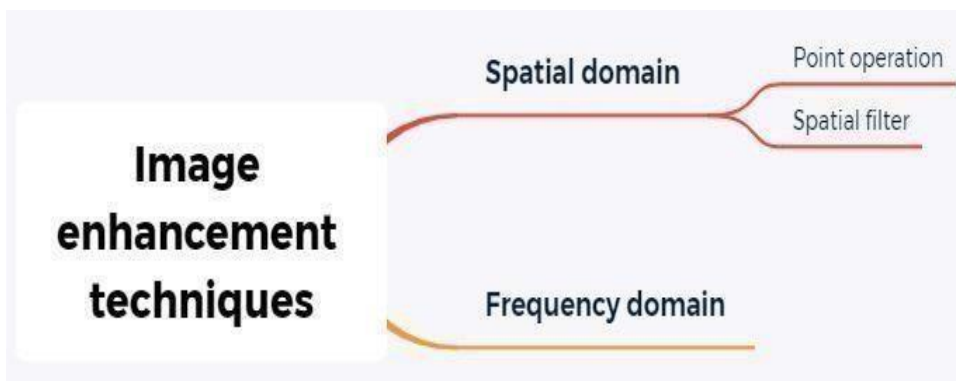 Image
enhancement
techniques
Spatial domain
Point operation
Spatial filter
Frequency domain